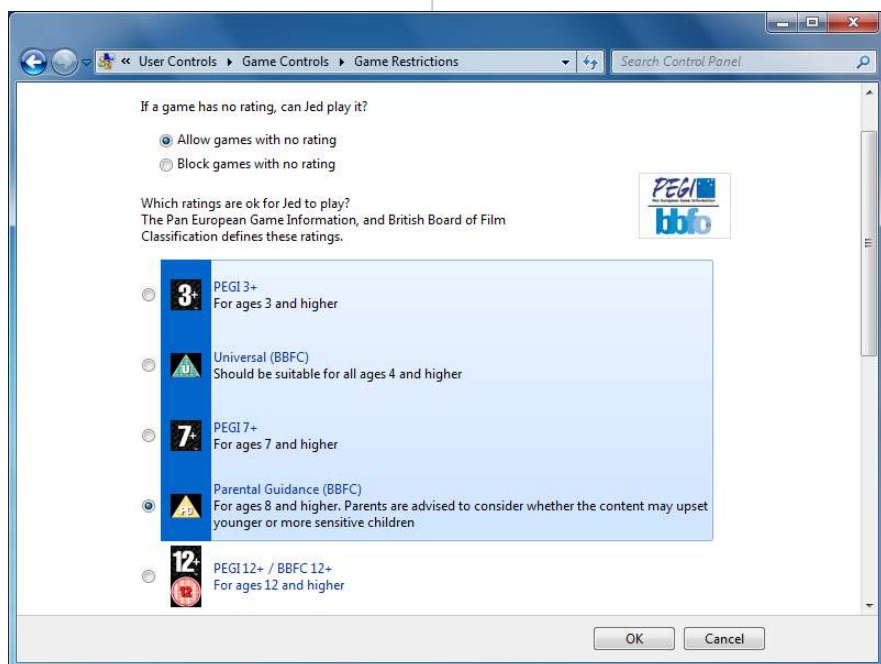 « User Controls ▸ Game Controls ▸ Game Restrictions
Search Control Panel
If a game has no rating, can Jed play it?
Allow games with no rating
Block games with no rating
Which ratings are ok for Jed to play?
The Pan European Game Information, and British Board of Film
Classification defines these ratings.
PEGI
Pan European Game Information
bbfc
3+
PEGI 3+
For ages 3 and higher
U
Universal (BBFC)
Should be suitable for all ages 4 and higher
7+
PEGI 7+
For ages 7 and higher
PG
Parental Guidance (BBFC)
For ages 8 and higher. Parents are advised to consider whether the content may upset
younger or more sensitive children
12+
12
PEGI 12+ / BBFC 12+
For ages 12 and higher
OK
Cancel